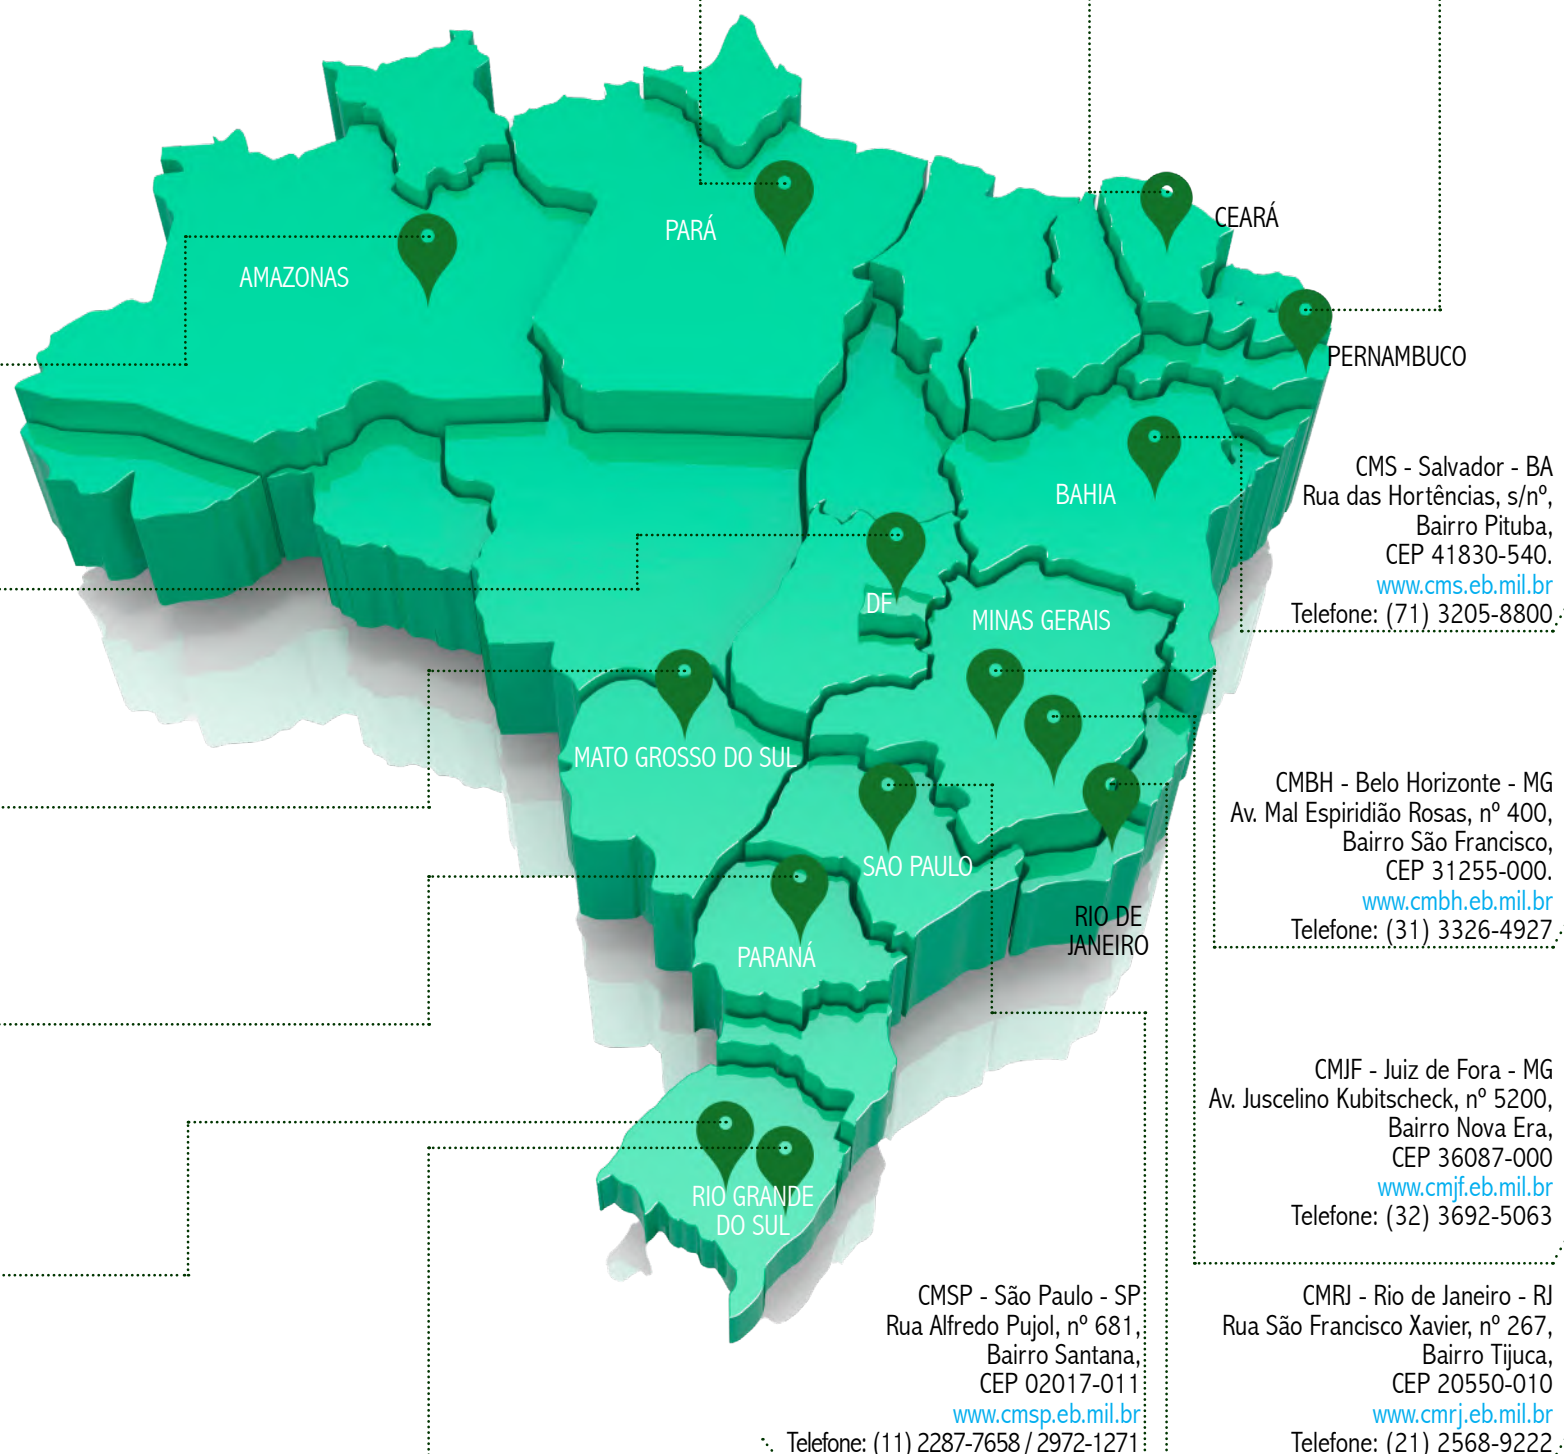 PARÁ
CEARÁ
AMAZONAS
PERNAMBUCO
BAHIA
DF
MINAS GERAIS
MATO GROSSO DO SUL
SAO PAULO
RIO DE
JANEIRO
PARANÁ
RIO GRANDE
DO SUL
CMS - Salvador - BA
Rua das Hortências, s/nº,
Bairro Pituba,
CEP 41830-540.
www.cms.eb.mil.br
Telefone: (71) 3205-8800
CMBH - Belo Horizonte - MG
Av. Mal Espiridião Rosas, nº 400,
Bairro São Francisco,
CEP 31255-000.
www.cmbh.eb.mil.br
Telefone: (31) 3326-4927
CMJF - Juiz de Fora - MG
Av. Juscelino Kubitscheck, nº 5200,
Bairro Nova Era,
CEP 36087-000
www.cmjf.eb.mil.br
Telefone: (32) 3692-5063
CMSP - São Paulo - SP
Rua Alfredo Pujol, nº 681,
Bairro Santana,
CEP 02017-011
www.cmsp.eb.mil.br
Telefone: (11) 2287-7658 / 2972-1271
CMRJ - Rio de Janeiro - RJ
Rua São Francisco Xavier, nº 267,
Bairro Tijuca,
CEP 20550-010
www.cmrj.eb.mil.br
Telefone: (21) 2568-9222